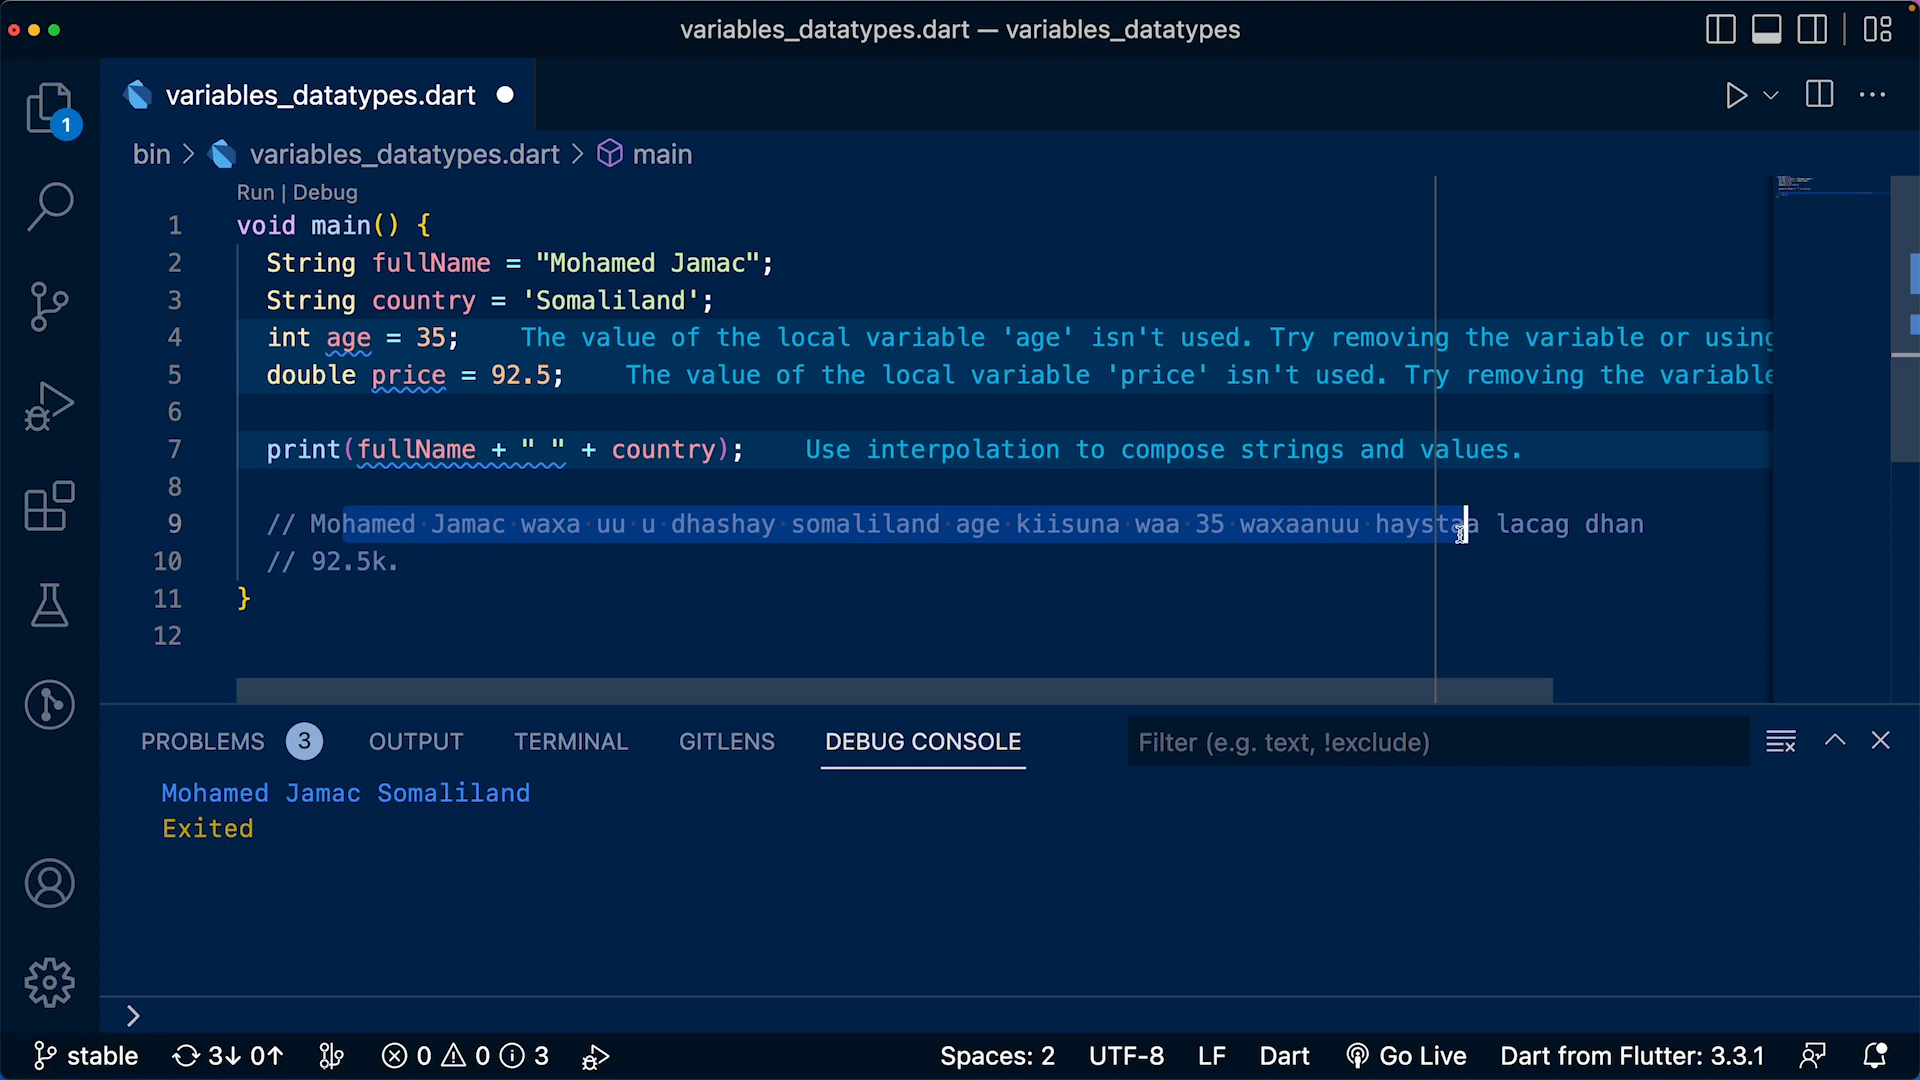 variables_datatypes.dart — variables_datatypes
variables_datatypes.dart
1
bin > variables_datatypes.dart > main
Run | Debug
1 void main() {
2 String fullName = "Mohamed Jamac";
3 String country = 'Somaliland';
4 int age = 35; The value of the local variable 'age' isn't used. Try removing the variable or using
5 double price = 92.5; The value of the local variable 'price' isn't used. Try removing the variable
6
7 print(fullName + " " + country); Use interpolation to compose strings and values.
8
9 // Mohamed Jamac waxa uu u dhashay somaliland age kiisuna waa 35 waxaanuu haystaa lacag dhan
10 // 92.5k.
11 }
12
PROBLEMS 3 OUTPUT TERMINAL GITLENS DEBUG CONSOLE Filter (e.g. text, !exclude)
Mohamed Jamac Somaliland
Exited
>
stable 3↓ 0↑ 0 0 3 Spaces: 2 UTF-8 LF Dart Go Live Dart from Flutter: 3.3.1